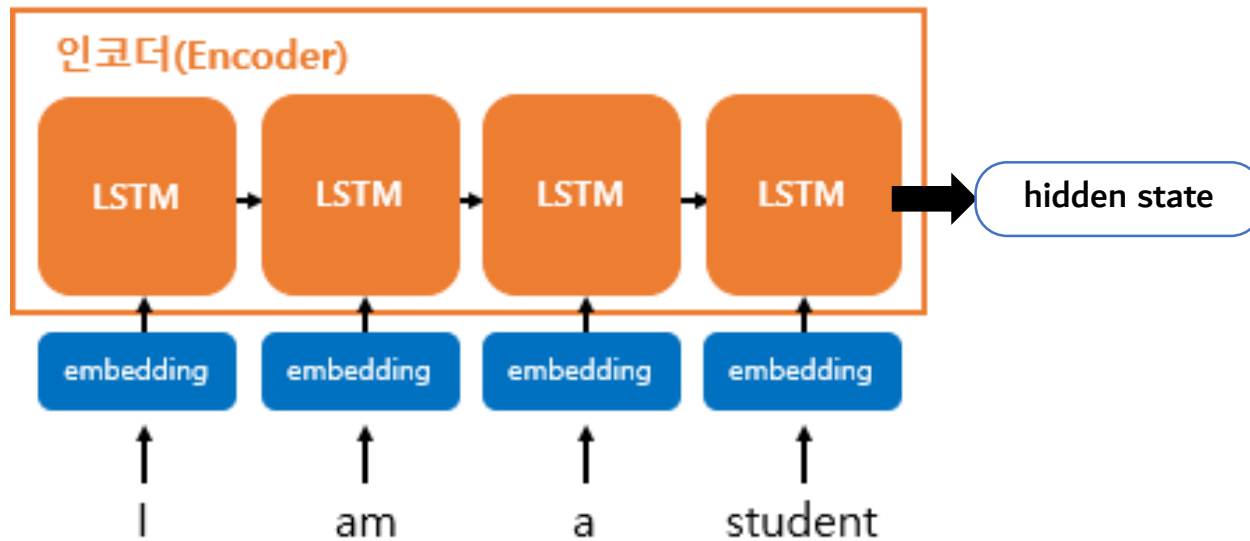 인코더(Encoder)
LSTM LSTM LSTM LSTM
hidden state
embedding embedding embedding embedding
I am a student